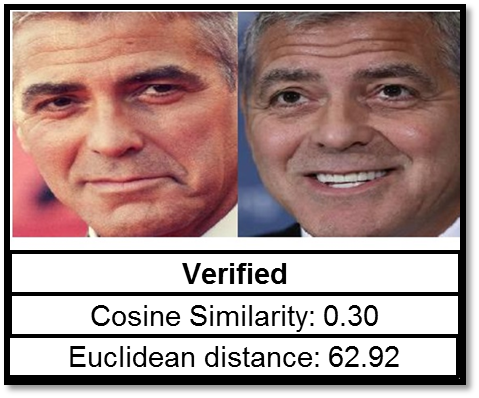 Verified
Cosine Similarity: 0.30
Euclidean distance: 62.92